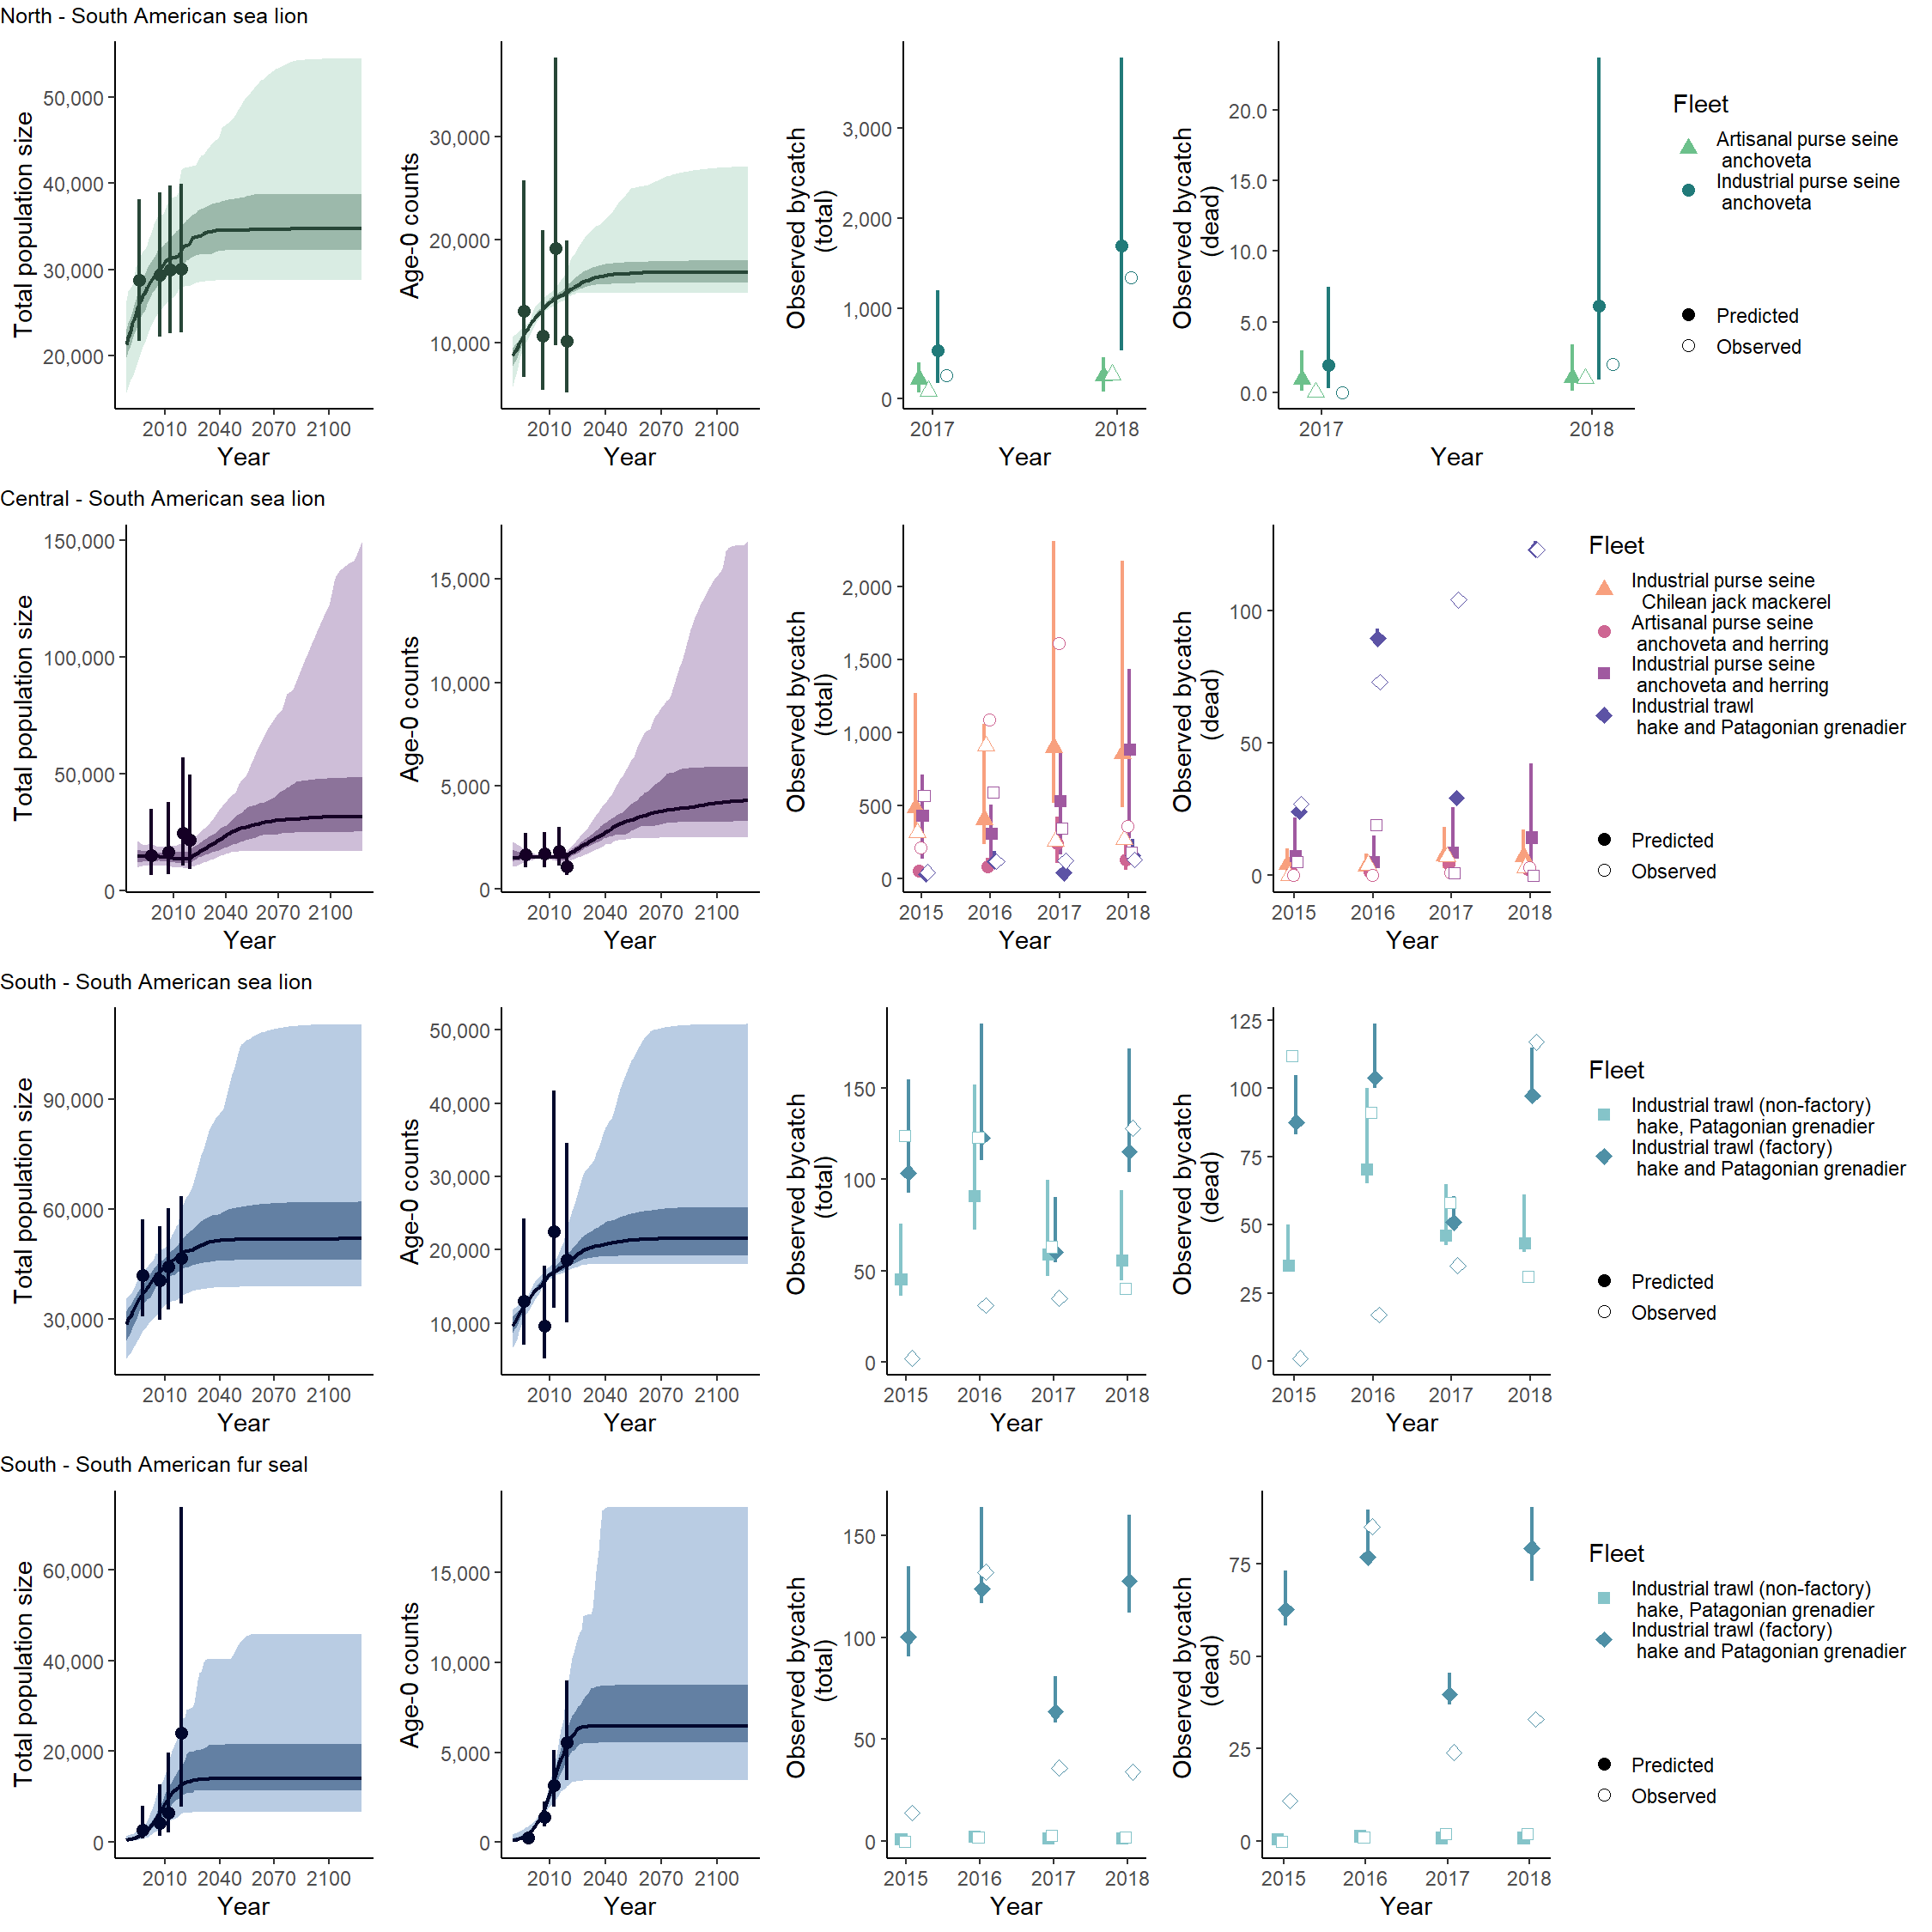 North - South American sea lion
Total population size
50,000
40,000
30,000
20,000
2010 2040 2070 2100
Year
Age-0 counts
30,000
20,000
10,000
2010 2040 2070 2100
Year
Observed bycatch
(total)
3,000
2,000
1,000
0
2017 2018
Year
Observed bycatch
(dead)
20.0
15.0
10.0
5.0
0.0
2017 2018
Year
Fleet
Artisanal purse seine
anchoveta
Industrial purse seine
anchoveta
Predicted
Observed
Central - South American sea lion
Total population size
150,000
100,000
50,000
0
2010 2040 2070 2100
Year
Age-0 counts
15,000
10,000
5,000
0
2010 2040 2070 2100
Year
Observed bycatch
(total)
2,000
1,500
1,000
500
0
2015 2016 2017 2018
Year
Observed bycatch
(dead)
100
50
0
2015 2016 2017 2018
Year
Fleet
Industrial purse seine
Chilean jack mackerel
Artisanal purse seine
anchoveta and herring
Industrial purse seine
anchoveta and herring
Industrial trawl
hake and Patagonian grenadier
Predicted
Observed
South - South American sea lion
Total population size
90,000
60,000
30,000
2010 2040 2070 2100
Year
Age-0 counts
50,000
40,000
30,000
20,000
10,000
2010 2040 2070 2100
Year
Observed bycatch
(total)
150
100
50
0
2015 2016 2017 2018
Year
Observed bycatch
(dead)
125
100
75
50
25
0
2015 2016 2017 2018
Year
Fleet
Industrial trawl (non-factory)
hake, Patagonian grenadier
Industrial trawl (factory)
hake and Patagonian grenadier
Predicted
Observed
South - South American fur seal
Total population size
60,000
40,000
20,000
0
2010 2040 2070 2100
Year
Age-0 counts
15,000
10,000
5,000
0
2010 2040 2070 2100
Year
Observed bycatch
(total)
150
100
50
0
2015 2016 2017 2018
Year
Observed bycatch
(dead)
75
50
25
0
2015 2016 2017 2018
Year
Fleet
Industrial trawl (non-factory)
hake, Patagonian grenadier
Industrial trawl (factory)
hake and Patagonian grenadier
Predicted
Observed